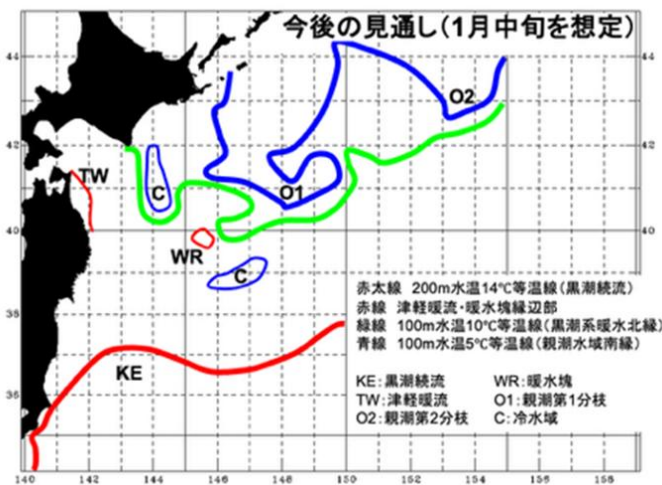 今後の見通し(1月中旬を想定)
44
O2
42
TW
C
O1
40
WR
C
赤太線 200m水温14℃等温線(黒潮続流)
38
赤線 津軽暖流・暖水塊縁辺部
緑線 100m水温10℃等温線(黒潮系暖水北縁)
青線 100m水温5℃等温線(親潮水域南縁)
KE
KE:黒潮続流 WR:暖水塊
36
TW:津軽暖流 O1:親潮第1分枝
O2:親潮第2分枝 C:冷水域
140 142 144 146 148 150 152 154 156 158